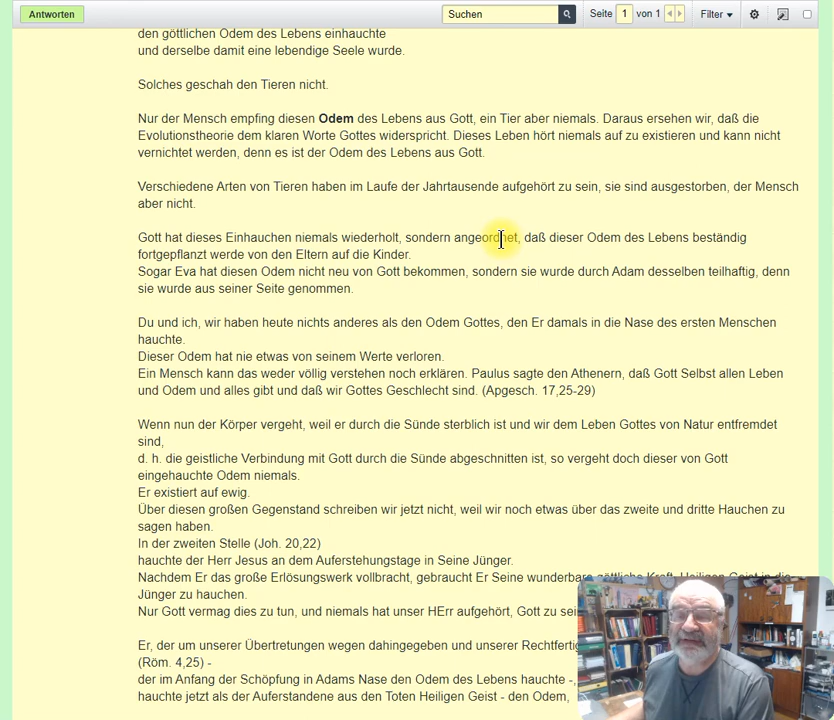 Antworten Suchen Seite 1 von 1 Filter
den göttlichen Odem des Lebens einhauchte
und derselbe damit eine lebendige Seele wurde.
Solches geschah den Tieren nicht.
Nur der Mensch empfing diesen Odem des Lebens aus Gott, ein Tier aber niemals. Daraus ersehen wir, daß die
Evolutionstheorie dem klaren Worte Gottes widerspricht. Dieses Leben hört niemals auf zu existieren und kann nicht
vernichtet werden, denn es ist der Odem des Lebens aus Gott.
Verschiedene Arten von Tieren haben im Laufe der Jahrtausende aufgehört zu sein, sie sind ausgestorben, der Mensch
aber nicht.
Gott hat dieses Einhauchen niemals wiederholt, sondern angeordnet, daß dieser Odem des Lebens beständig
fortgepflanzt werde von den Eltern auf die Kinder.
Sogar Eva hat diesen Odem nicht neu von Gott bekommen, sondern sie wurde durch Adam desselben teilhaftig, denn
sie wurde aus seiner Seite genommen.
Du und ich, wir haben heute nichts anderes als den Odem Gottes, den Er damals in die Nase des ersten Menschen
hauchte.
Dieser Odem hat nie etwas von seinem Werte verloren.
Ein Mensch kann das weder völlig verstehen noch erklären. Paulus sagte den Athenern, daß Gott Selbst allen Leben
und Odem und alles gibt und daß wir Gottes Geschlecht sind. (Apgesch. 17,25-29)
Wenn nun der Körper vergeht, weil er durch die Sünde sterblich ist und wir dem Leben Gottes von Natur entfremdet
sind,
d. h. die geistliche Verbindung mit Gott durch die Sünde abgeschnitten ist, so vergeht doch dieser von Gott
eingehauchte Odem niemals.
Er existiert auf ewig.
Über diesen großen Gegenstand schreiben wir jetzt nicht, weil wir noch etwas über das zweite und dritte Hauchen zu
sagen haben.
In der zweiten Stelle (Joh. 20,22)
hauchte der Herr Jesus an dem Auferstehungstage in Seine Jünger.
Nachdem Er das große Erlösungswerk vollbracht, gebraucht Er Seine wunderbare göttliche Kraft, Heiligen Geist in die
Jünger zu hauchen.
Nur Gott vermag dies zu tun, und niemals hat unser HErr aufgehört, Gott zu
Er, der um unserer Übertretungen wegen dahingegeben und unserer
(Röm. 4,25) -
der im Anfang der Schöpfung in Adams Nase den Odem des Lebens hauchte -,
hauchte jetzt als der Auferstandene aus den Toten Heiligen Geist - den Odem,